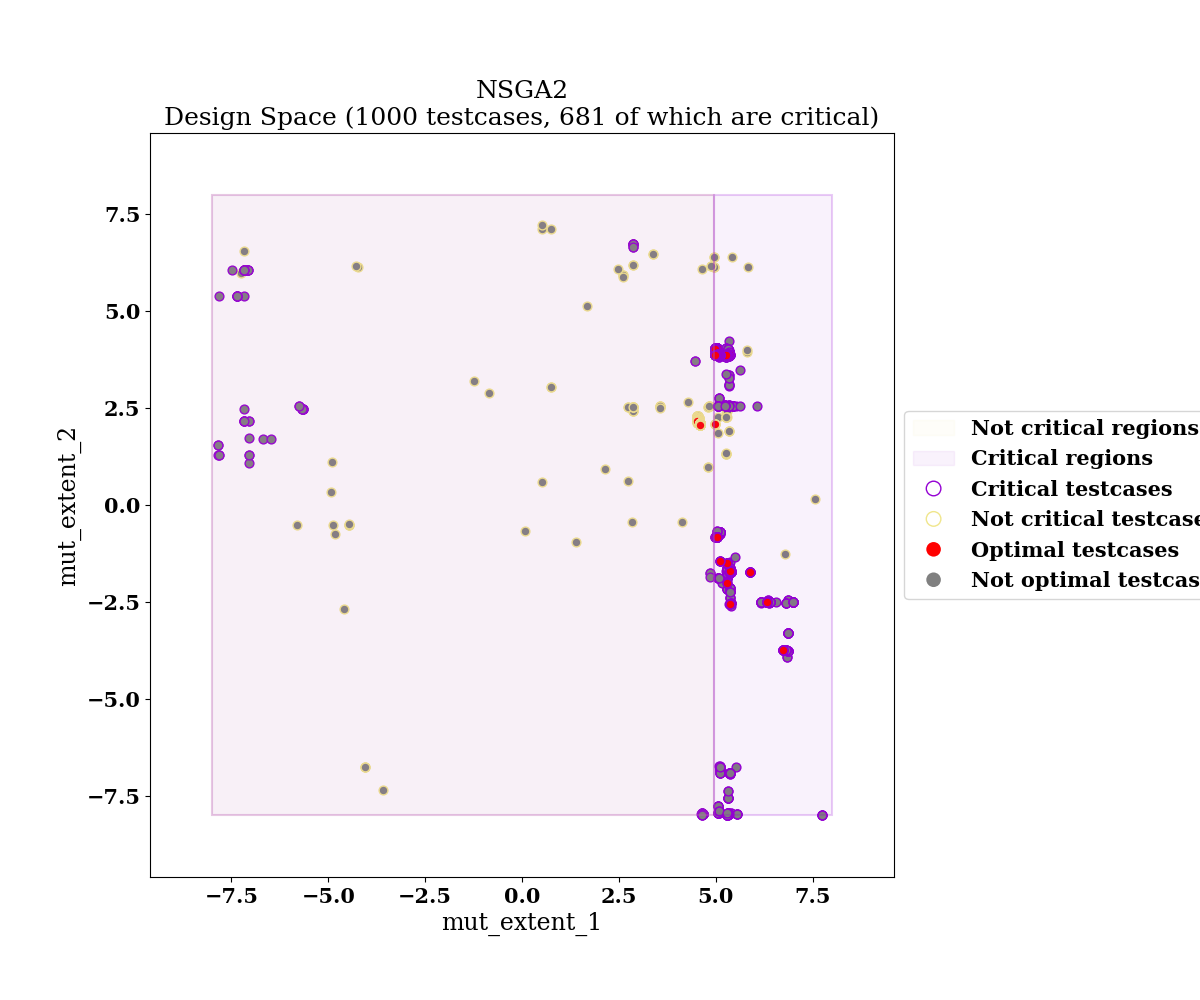 NSGA2
Design Space (1000 testcases, 681 of which are critical)
7.5
5.0
2.5
0.0
−2.5
−5.0
−7.5
mut_extent_2
−7.5 −5.0 −2.5 0.0 2.5 5.0 7.5
mut_extent_1
Not critical regions
Critical regions
Critical testcases
Not critical testcase
Optimal testcases
Not optimal testcas